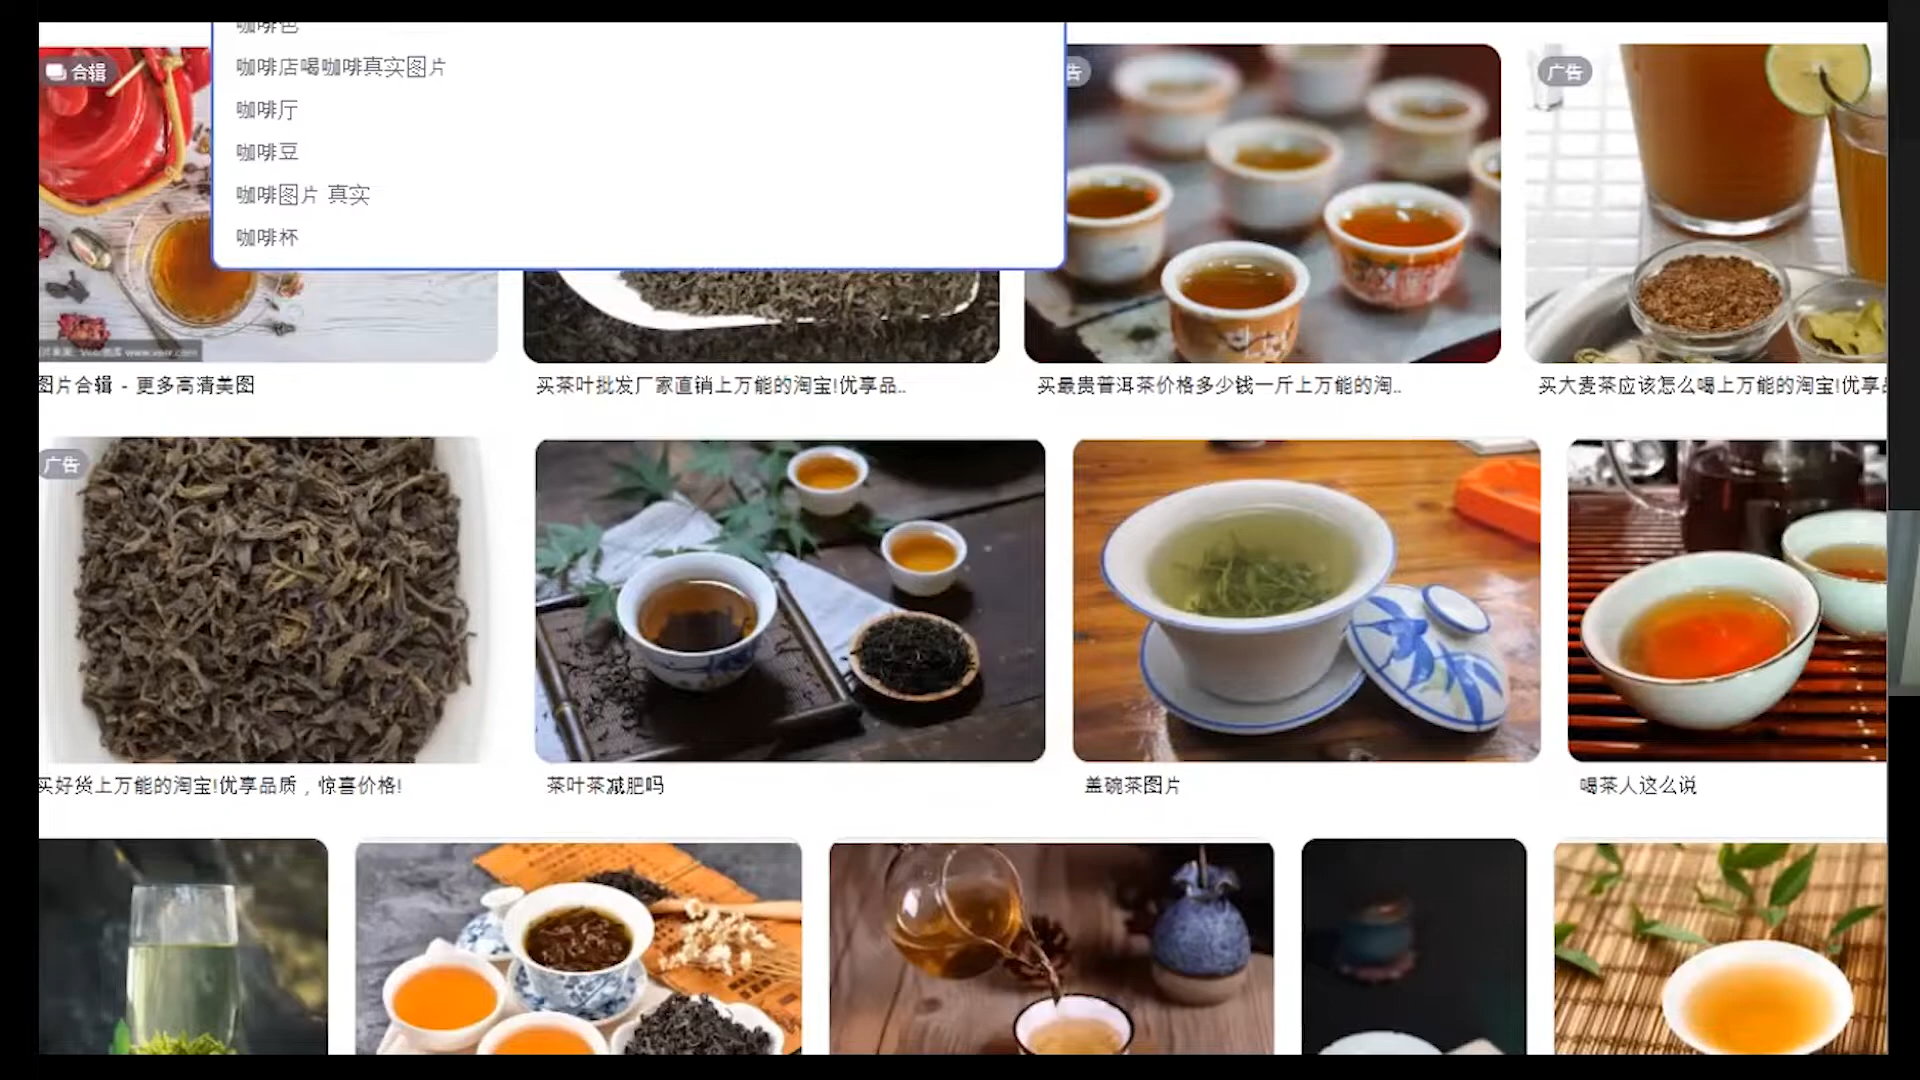 咖啡色
咖啡店喝咖啡真实图片
咖啡厅
咖啡豆
咖啡图片 真实
咖啡杯
合辑
告
广告
图片合辑 - 更多高清美图
买茶叶批发厂家直销上万能的淘宝!优享品..
买最贵普洱茶价格多少钱一斤上万能的淘..
买大麦茶应该怎么喝上万能的淘宝!优享品
广告
买好货上万能的淘宝!优享品质，惊喜价格!
茶叶茶减肥吗
盖碗茶图片
喝茶人这么说